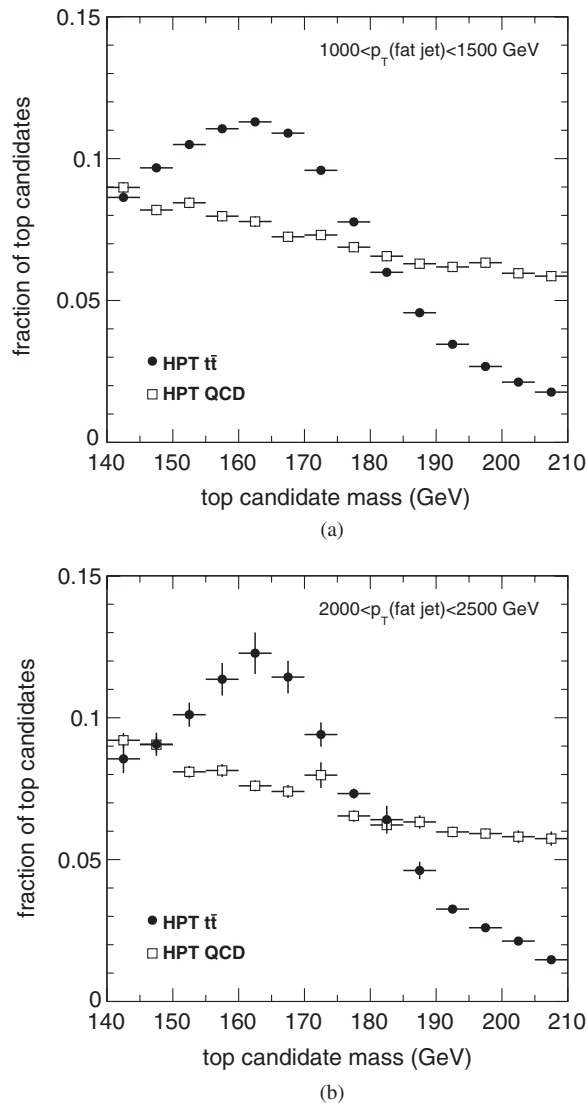 0.15
1000<pT(fat jet)<1500 GeV
fraction of top candidates
0.1
0.05
HPT tt̄
HPT QCD
0
140 150 160 170 180 190 200 210
top candidate mass (GeV)
(a)
0.15
2000<pT(fat jet)<2500 GeV
fraction of top candidates
0.1
0.05
HPT tt̄
HPT QCD
0
140 150 160 170 180 190 200 210
top candidate mass (GeV)
(b)